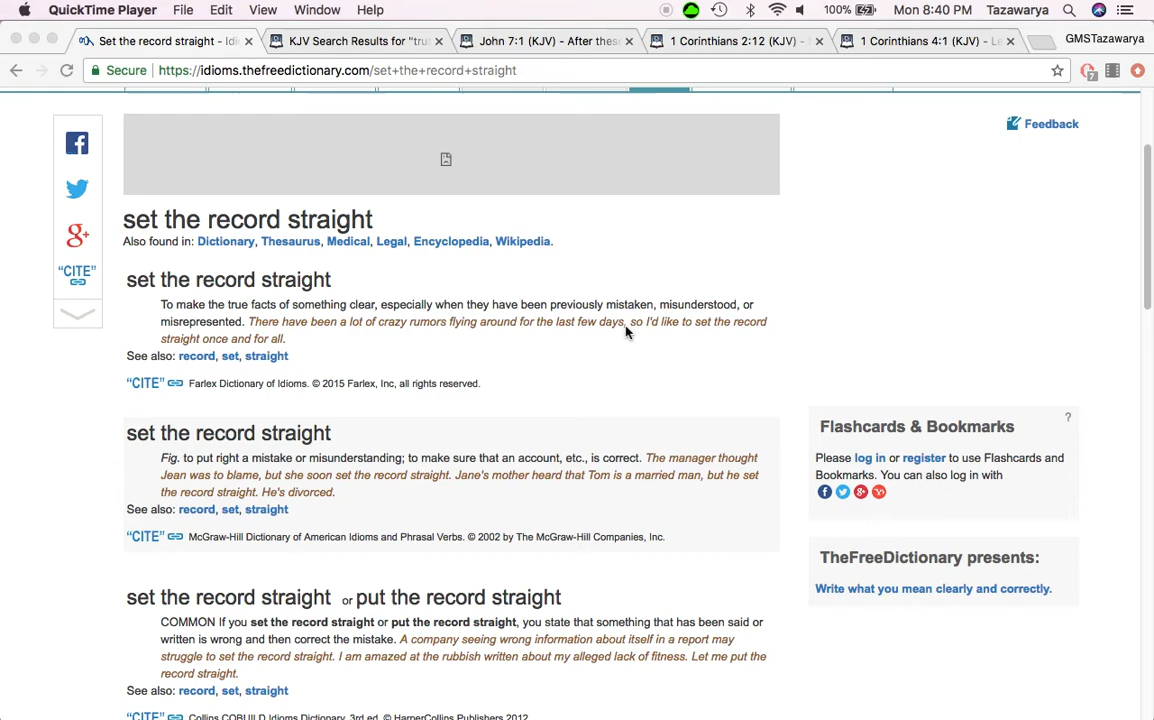 QuickTime Player File Edit View Window Help 100% Mon 8:40 PM Tazawarya
Set the record straight - Idi KJV Search Results for "trut John 7:1 (KJV) - After these 1 Corinthians 2:12 (KJV) - 1 Corinthians 4:1 (KJV) - Le GMSTazawarya
Secure https://idioms.thefreedictionary.com/set+the+record+straight 7
Feedback
set the record straight
Also found in: Dictionary, Thesaurus, Medical, Legal, Encyclopedia, Wikipedia.
"CITE"
set the record straight
To make the true facts of something clear, especially when they have been previously mistaken, misunderstood, or
misrepresented. There have been a lot of crazy rumors flying around for the last few days, so I'd like to set the record
straight once and for all.
See also: record, set, straight
"CITE" Farlex Dictionary of Idioms. © 2015 Farlex, Inc, all rights reserved.
set the record straight
Fig. to put right a mistake or misunderstanding; to make sure that an account, etc., is correct. The manager thought
Jean was to blame, but she soon set the record straight. Jane's mother heard that Tom is a married man, but he set
the record straight. He's divorced.
See also: record, set, straight
"CITE" McGraw-Hill Dictionary of American Idioms and Phrasal Verbs. © 2002 by The McGraw-Hill Companies, Inc.
set the record straight or put the record straight
COMMON If you set the record straight or put the record straight, you state that something that has been said or
written is wrong and then correct the mistake. A company seeing wrong information about itself in a report may
struggle to set the record straight. I am amazed at the rubbish written about my alleged lack of fitness. Let me put the
record straight.
See also: record, set, straight
"CITE" Collins COBUILD Idioms Dictionary, 3rd ed. © HarperCollins Publishers 2012
Flashcards & Bookmarks ?
Please log in or register to use Flashcards and
Bookmarks. You can also log in with
TheFreeDictionary presents:
Write what you mean clearly and correctly.